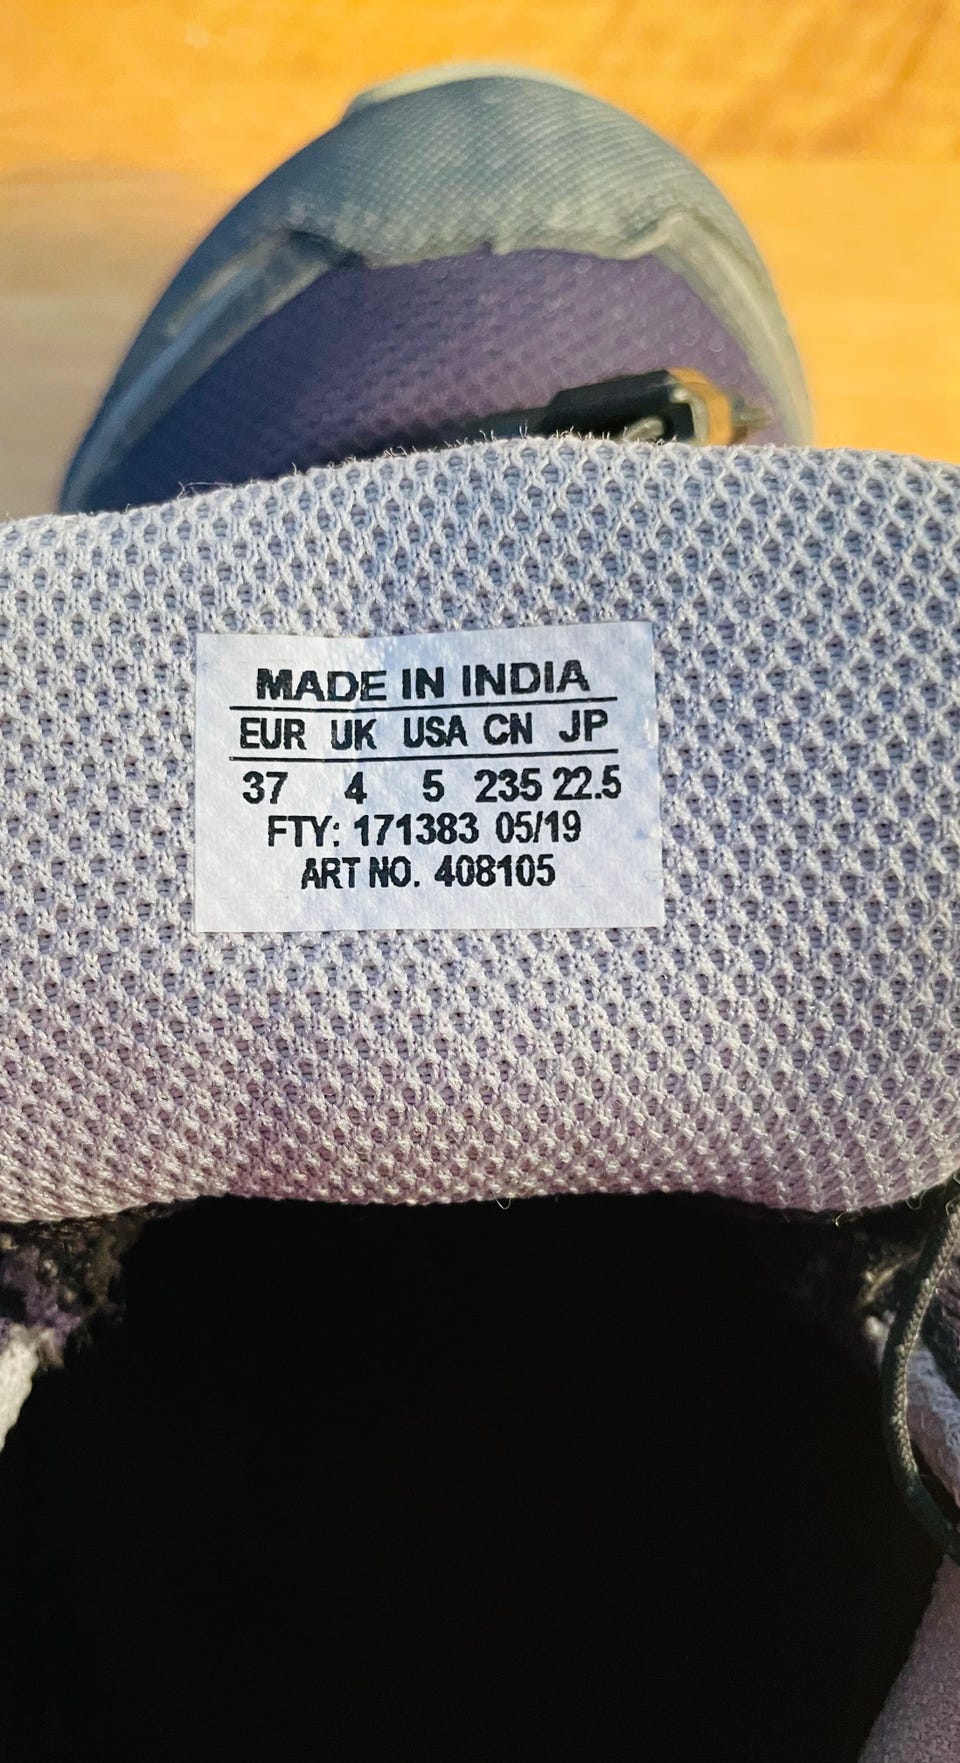 MADE IN INDIA
EUR UK USA CN JP
37 4 5 235 22.5
FTY: 171383 05/19
ART NO. 408105